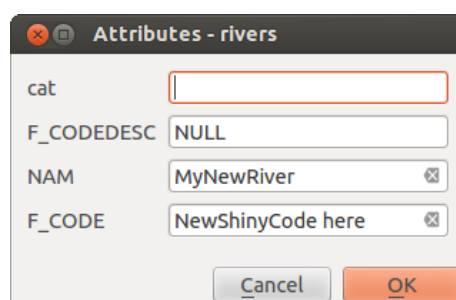 Attributes - rivers
cat
F_CODEDESC NULL
NAM MyNewRiver
F_CODE NewShinyCode here
Cancel OK